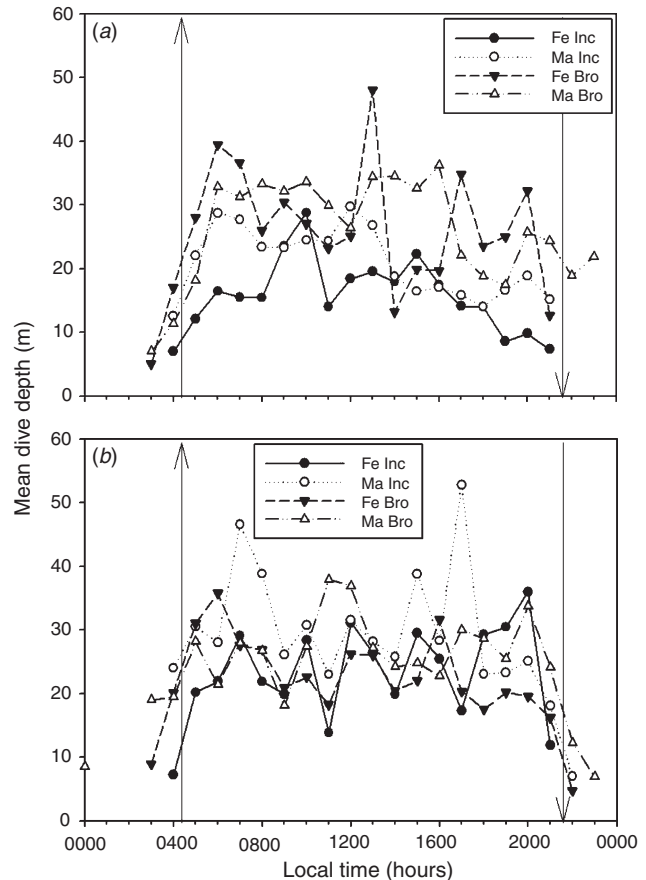 (a)
Fe Inc
Ma Inc
Fe Bro
Ma Bro
60
50
40
30
20
10
0
Mean dive depth (m)
(b)
Fe Inc
Ma Inc
Fe Bro
Ma Bro
60
50
40
30
20
10
0
0000 0400 0800 1200 1600 2000 0000
Local time (hours)